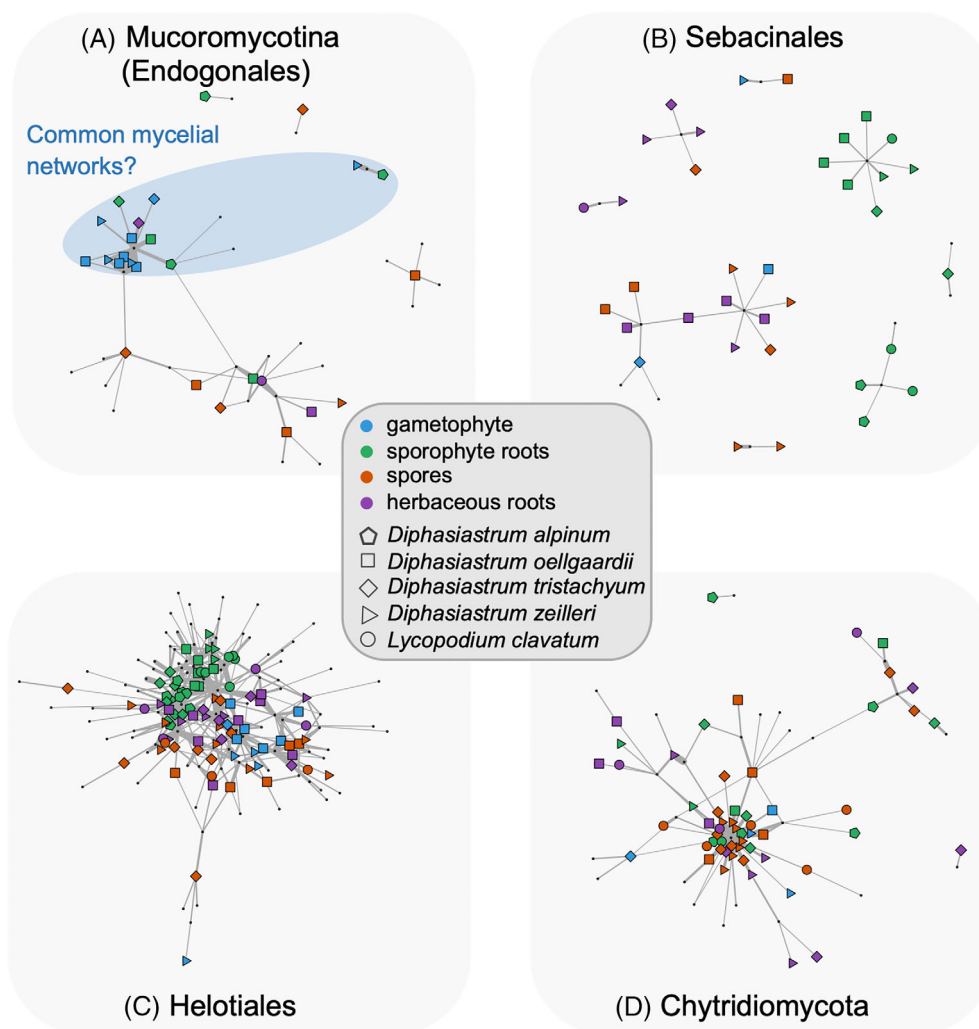 (A) Mucoromycotina
(Endogonales)
Common mycelial
networks?
(B) Sebacinales
gametophyte
sporophyte roots
spores
herbaceous roots
Diphasiastrum alpinum
Diphasiastrum oellgaardii
Diphasiastrum tristachyum
Diphasiastrum zeilleri
Lycopodium clavatum
(C) Helotiales
(D) Chytridiomycota